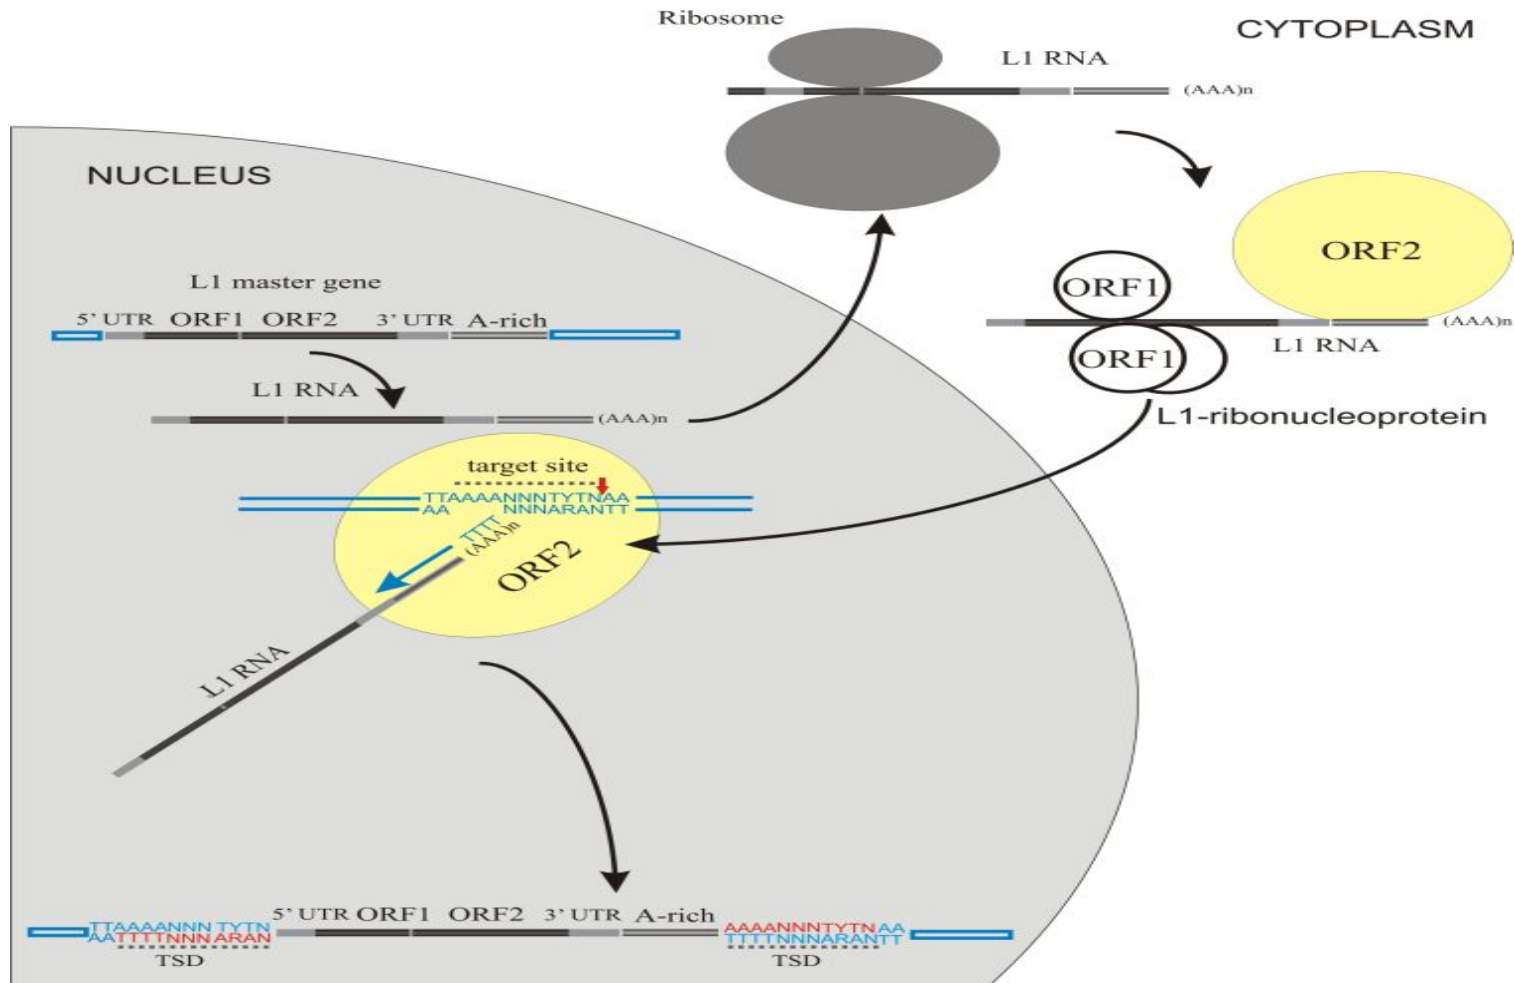 Ribosome
CYTOPLASM
L1 RNA
(AAA)n
NUCLEUS
ORF2
ORF1
L1 master gene
5' UTR ORF1 ORF2 3' UTR A-rich
(AAA)n
ORF1
L1 RNA
L1 RNA
(AAA)n
L1-ribonucleoprotein
target site
TTAAAANNNTYTNAA
AA NNNARANTT
TTTT
(AAA)n
ORF2
L1 RNA
5' UTR ORF1 ORF2 3' UTR A-rich
TTAAAANNN TYTN
AATTTTNNN ARAN
TSD
AAAANNNTYTNAA
TTTTNNNARANTT
TSD